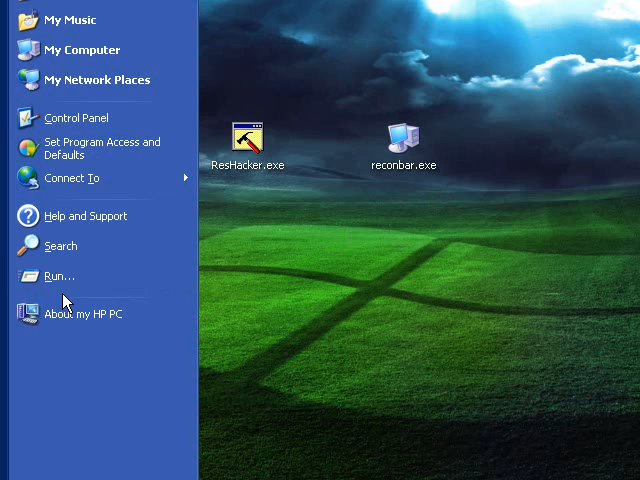 My Music
My Computer
My Network Places
Control Panel
Set Program Access and
Defaults
Connect To
Help and Support
Search
Run...
About my HP PC
ResHacker.exe
reconbar.exe